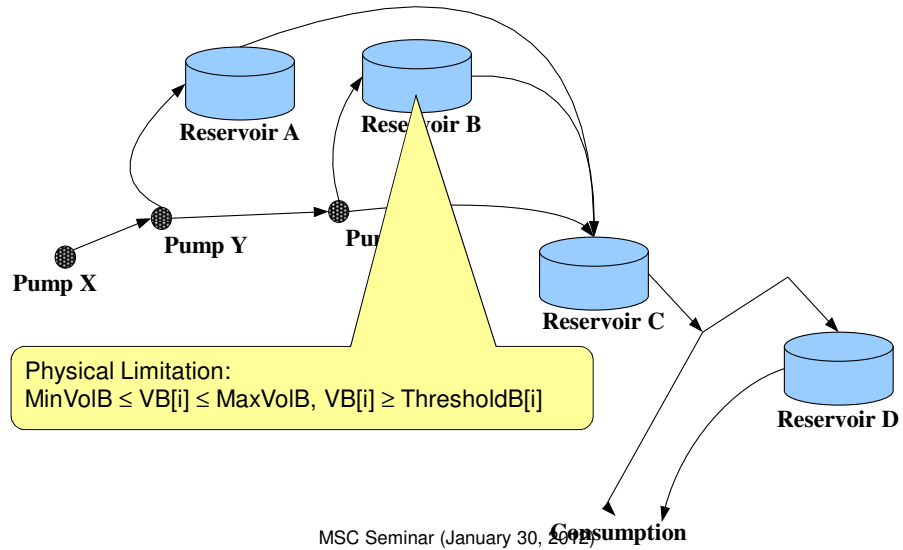 Reservoir A
Reservoir B
Pump Y
Pump X
Reservoir C
Physical Limitation:
MinVolB ≤ VB[i] ≤ MaxVolB, VB[i] ≥ ThresholdB[i]
Reservoir D
Consumption
MSC Seminar (January 30, 2012)